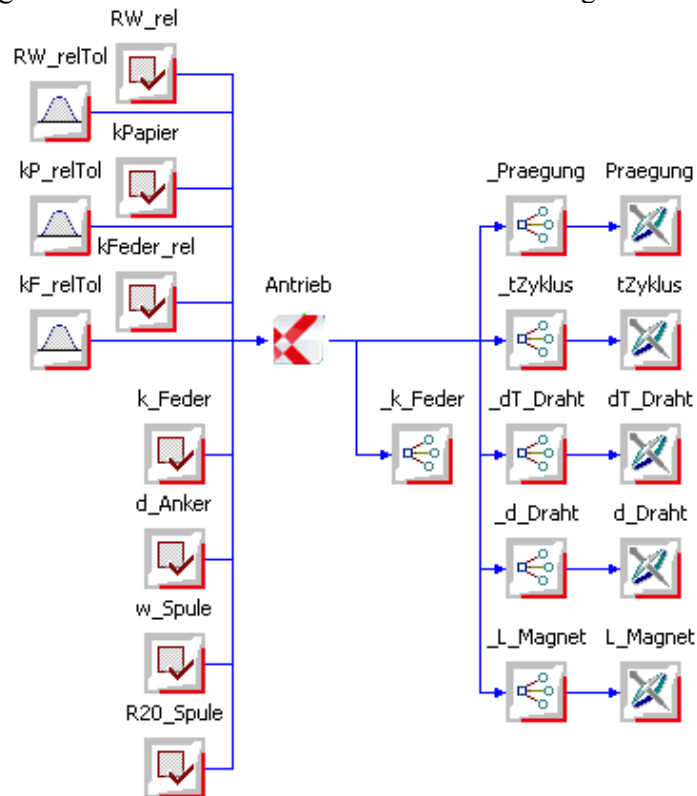 RW_rel
RW_relTol
kPapier
kP_relTol
_Praegung Praegung
kFeder_rel
kF_relTol
Antrieb
_tZyklus tZyklus
k_Feder
_k_Feder
_dT_Draht dT_Draht
d_Anker
_d_Draht d_Draht
w_Spule
_L_Magnet L_Magnet
R20_Spule